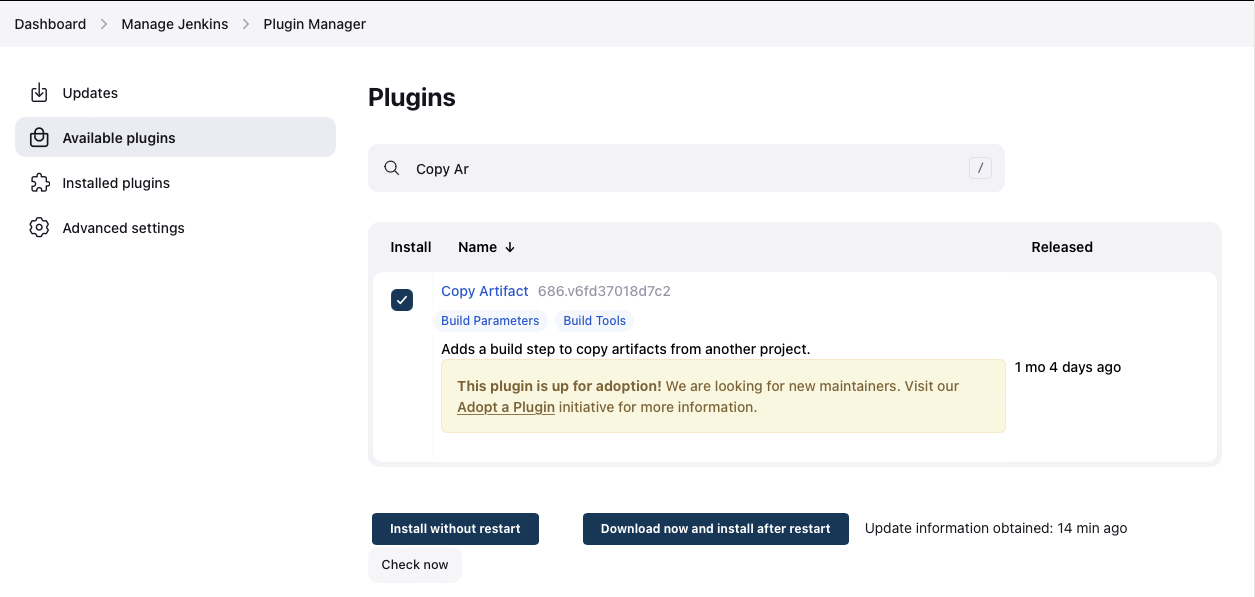 Dashboard > Manage Jenkins > Plugin Manager
Updates
Available plugins
Installed plugins
Advanced settings
Plugins
Copy Ar /
Install Name ↓ Released
Copy Artifact 686.v6fd37018d7c2
Build Parameters Build Tools
Adds a build step to copy artifacts from another project.
This plugin is up for adoption! We are looking for new maintainers. Visit our
Adopt a Plugin initiative for more information.
1 mo 4 days ago
Install without restart Download now and install after restart Update information obtained: 14 min ago
Check now